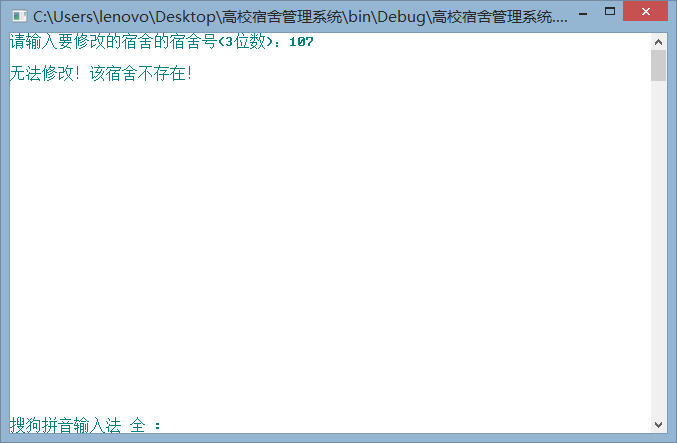 C:\Users\lenovo\Desktop\高校宿舍管理系统\bin\Debug\高校宿舍管理系统....
请输入要修改的宿舍的宿舍号(3位数)：107
无法修改！该宿舍不存在！
搜狗拼音输入法 全 ：